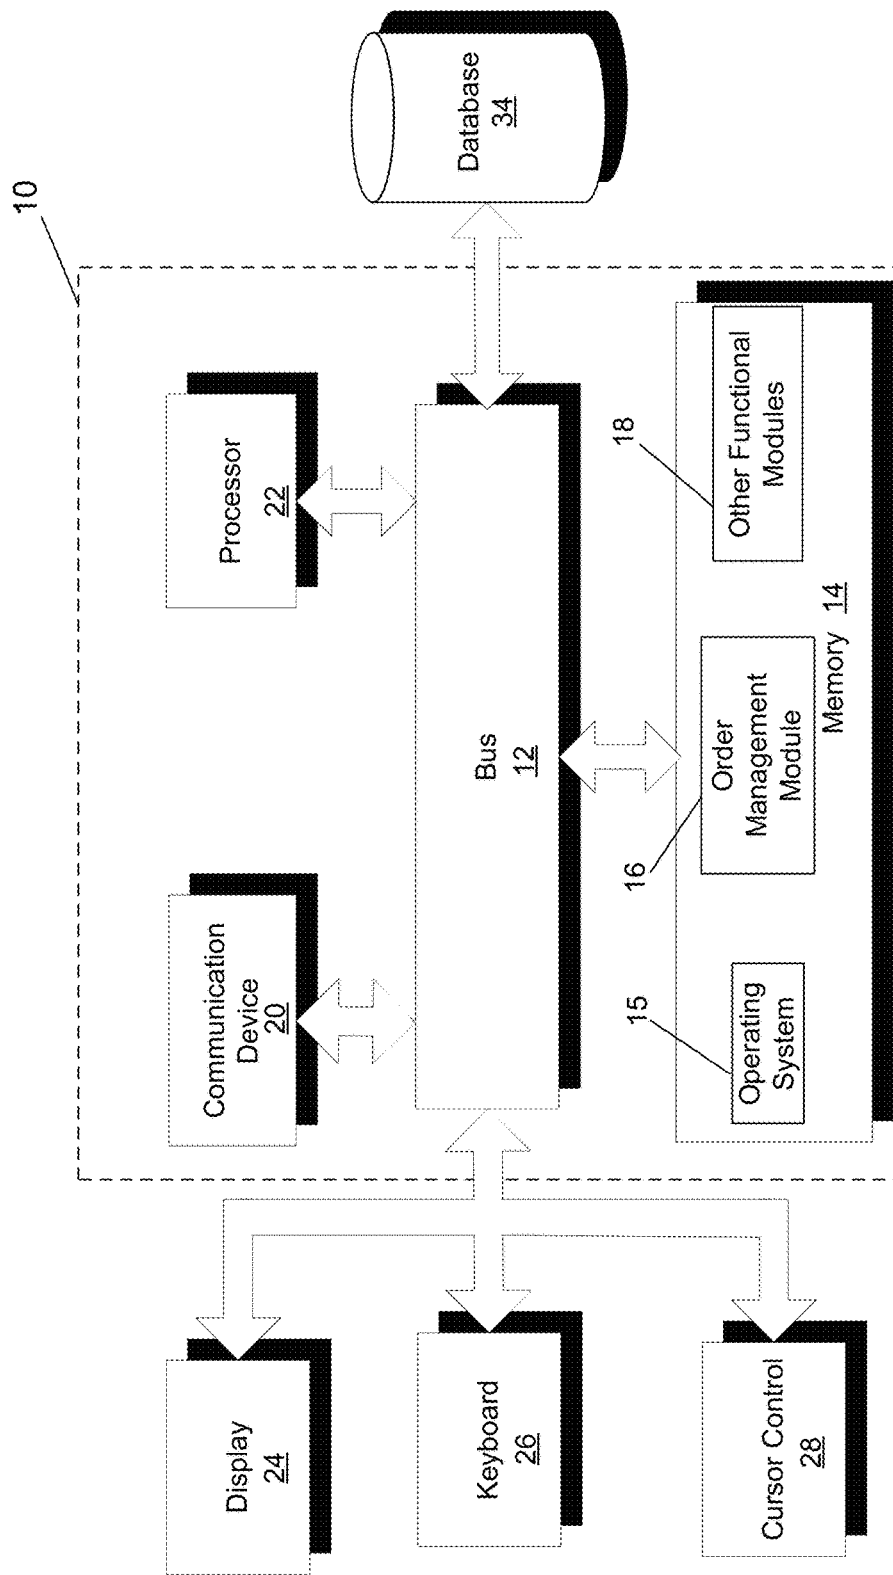 10
Communication
Device
20
Processor
22
Display
24
Keyboard
26
Cursor Control
28
Bus
12
Database
34
15
Operating
System
16
Order
Management
Module
18
Other Functional
Modules
Memory 14